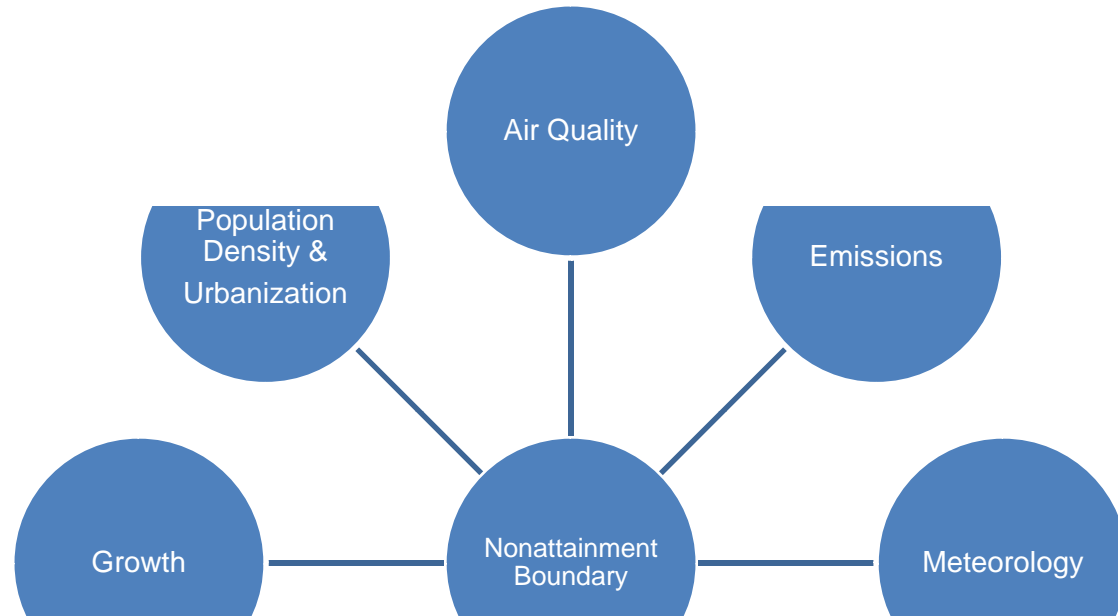 Air Quality
Population
Density &
Urbanization
Emissions
Growth
Nonattainment
Boundary
Meteorology